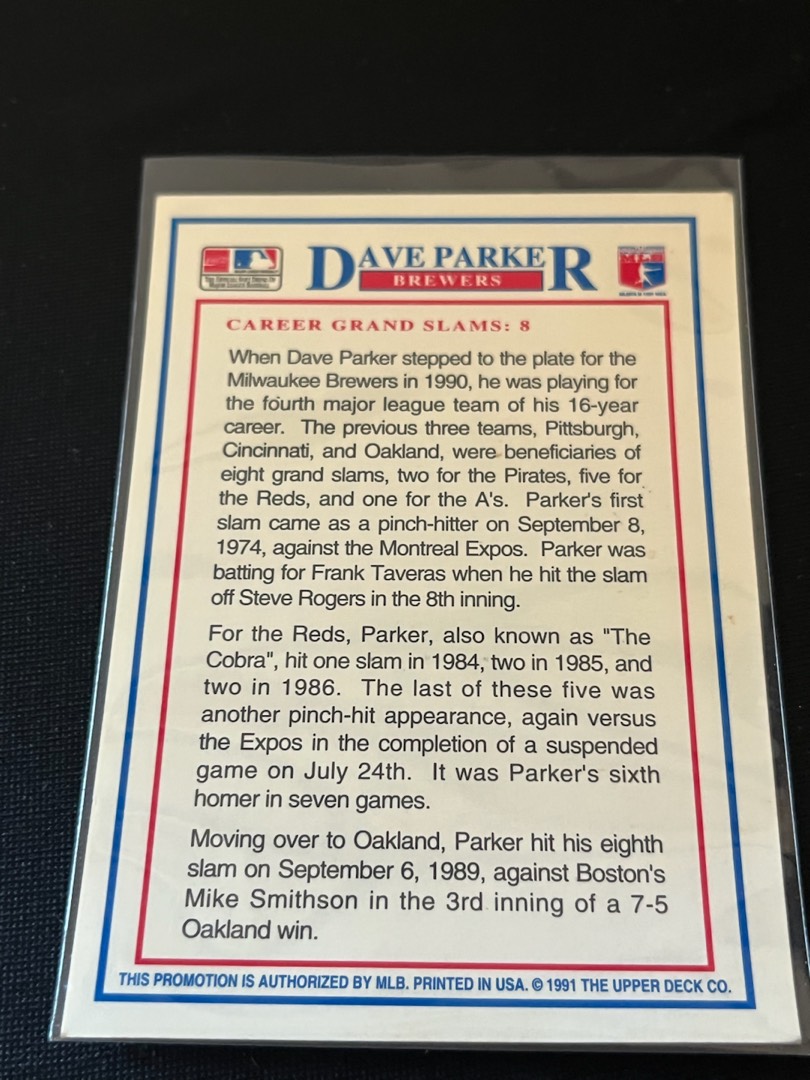 DAVE PARKER
BREWERS
CAREER GRAND SLAMS: 8
When Dave Parker stepped to the plate for the
Milwaukee Brewers in 1990, he was playing for
the fourth major league team of his 16-year
career. The previous three teams, Pittsburgh,
Cincinnati, and Oakland, were beneficiaries of
eight grand slams, two for the Pirates, five for
the Reds, and one for the A's. Parker's first
slam came as a pinch-hitter on September 8,
1974, against the Montreal Expos. Parker was
batting for Frank Taveras when he hit the slam
off Steve Rogers in the 8th inning.
For the Reds, Parker, also known as "The
Cobra", hit one slam in 1984, two in 1985, and
two in 1986. The last of these five was
another pinch-hit appearance, again versus
the Expos in the completion of a suspended
game on July 24th. It was Parker's sixth
homer in seven games.
Moving over to Oakland, Parker hit his eighth
slam on September 6, 1989, against Boston's
Mike Smithson in the 3rd inning of a 7-5
Oakland win.
THIS PROMOTION IS AUTHORIZED BY MLB. PRINTED IN USA. © 1991 THE UPPER DECK CO.